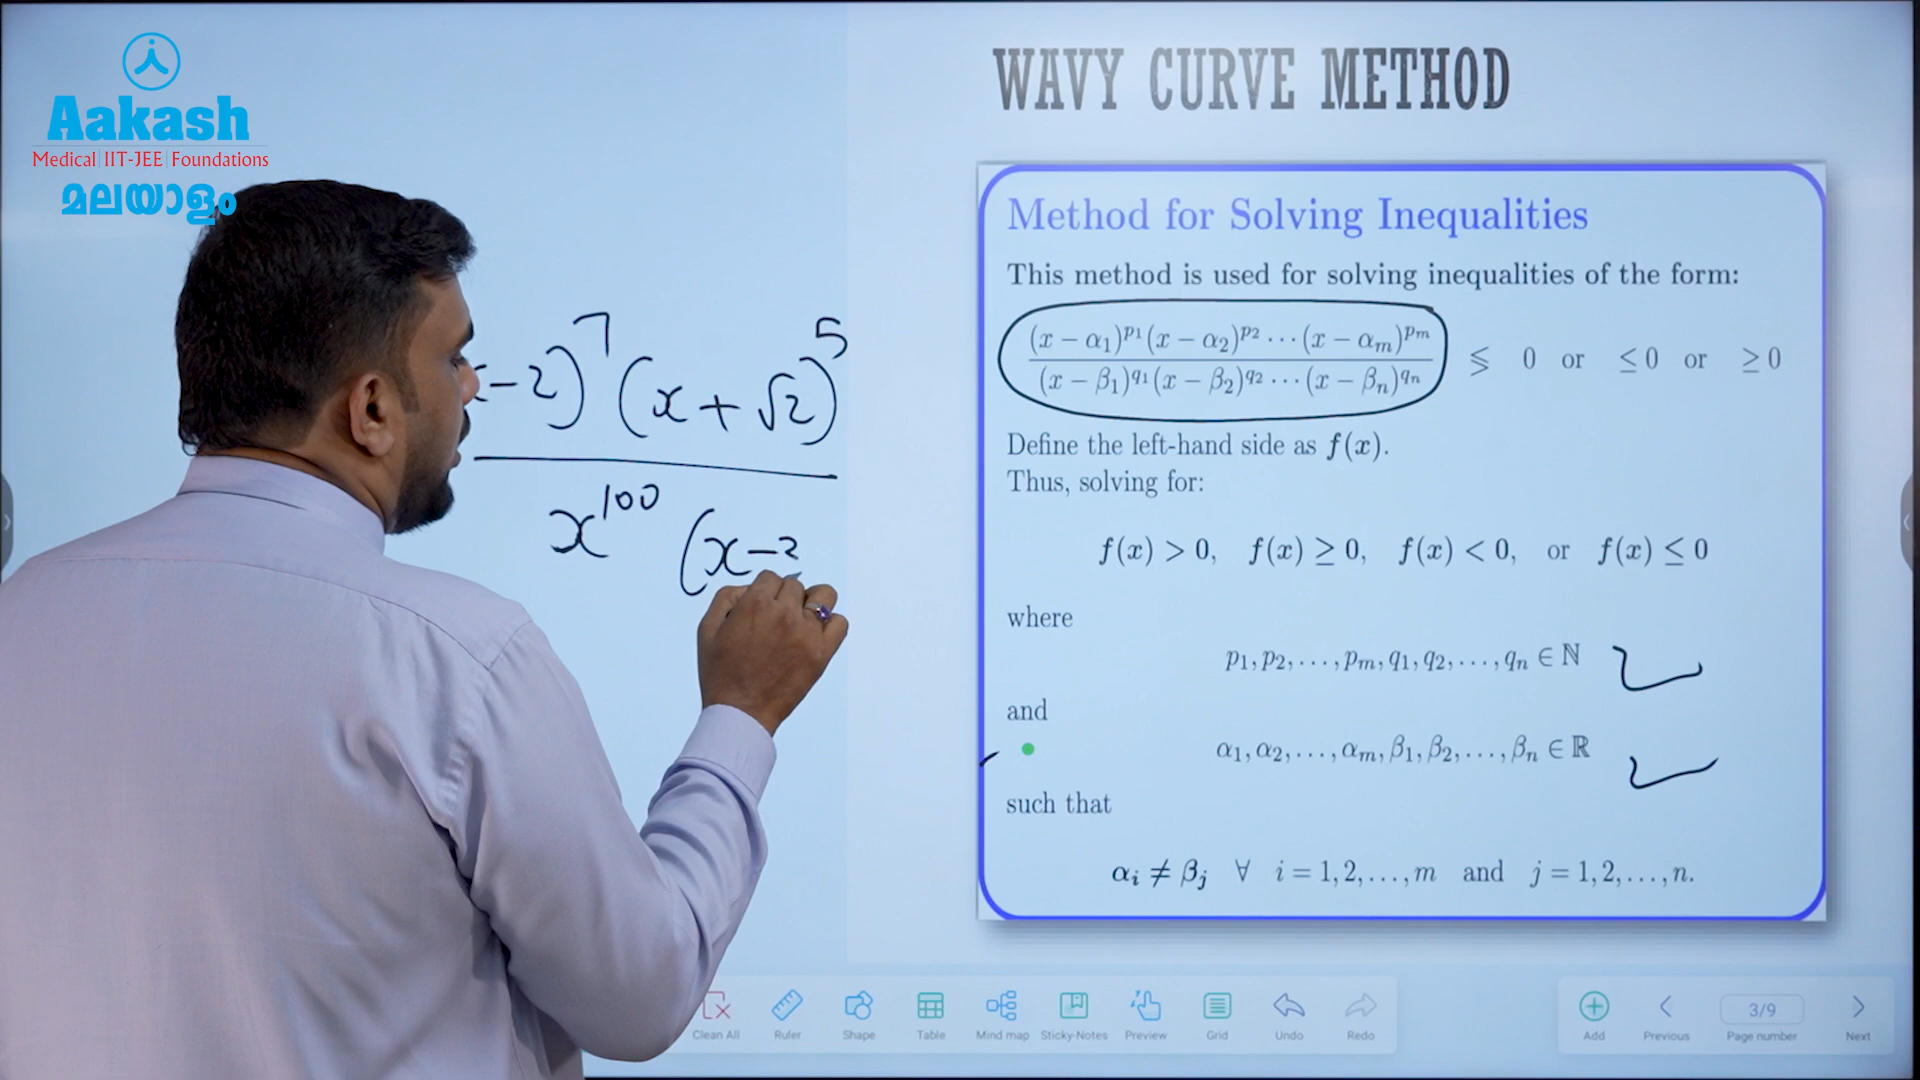 Aakash
Medical | IIT-JEE | Foundations
മലയാളം
WAVY CURVE METHOD
Method for Solving Inequalities
This method is used for solving inequalities of the form:
(x − α₁)^p₁ (x − α₂)^p₂ ⋯ (x − αₘ)^pₘ
(x − β₁)^q₁ (x − β₂)^q₂ ⋯ (x − βₙ)^qₙ
≶ 0 or ≤ 0 or ≥ 0
Define the left-hand side as f(x).
Thus, solving for:
f(x) > 0, f(x) ≥ 0, f(x) < 0, or f(x) ≤ 0
where
p₁, p₂, …, pₘ, q₁, q₂, …, qₙ ∈ ℕ
and
α₁, α₂, …, αₘ, β₁, β₂, …, βₙ ∈ ℝ
such that
αᵢ ≠ βⱼ ∀ i = 1, 2, …, m and j = 1, 2, …, n.
−2)^7 (x + √2)^5
x^100 (x−
Clean All Ruler Shape Table Mind map Sticky-Notes Preview Grid Undo Redo
3/9
Add Previous Page number Next